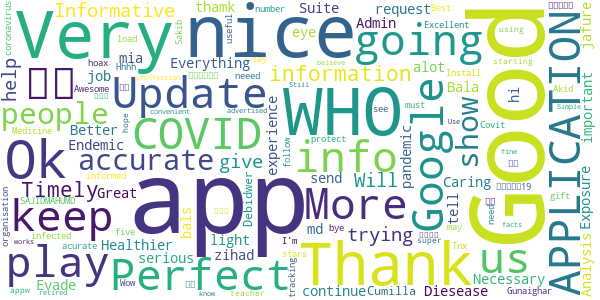 Informative thamk Suite request Admin
coronavirus Very nice going Good
load hoax mia eye Sakib useful number Excellent Best jafure
help job Everything information Install
Hhhh Awesome Update alot Bala hi
people Better COVID WHO Google show APPLICATION
Medicine Endemic experience Akid
Ok accurate give info pandemic Covit
Timely Great Will Caring important
keep app More us tell Exposure
organisation SAJIDMAHUMD bals send md trying
infected five Debidwer light zihad I'm bye stars super
play Healthier serious tracking Thank Tnx
Evade Perfect continue Cumilla Diesease Necessary Analysis
appw Wow acurate informed hope works retired teacher
know protect follow must see say
using starting Simple Use fine need neeed gift facts may
Still believe convenient advertised proffession Gunaighar